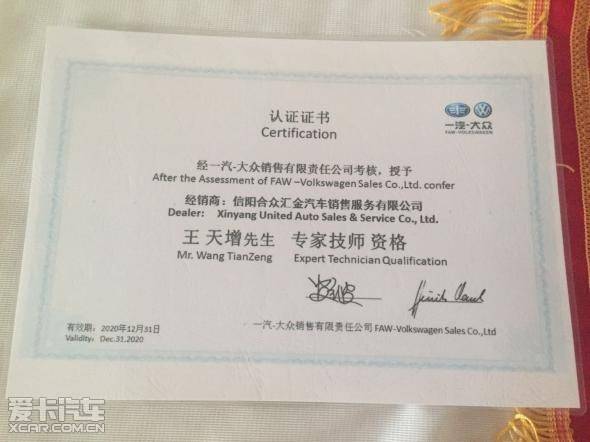 认证证书
Certification
一汽-大众
FAW-VOLKSWAGEN
经一汽-大众销售有限责任公司考核，授予
After the Assessment of FAW –Volkswagen Sales Co.,Ltd. confer
经销商：信阳合众汇金汽车销售服务有限公司
Dealer: Xinyang United Auto Sales & Service Co., Ltd.
王 天增先生 专家技师 资格
Mr. Wang TianZeng Expert Technician Qualification
有效期：2020年12月31日
Validity: Dec.31.2020
一汽-大众销售有限责任公司 FAW-Volkswagen Sales Co.,Ltd
爱卡汽车
XCAR.COM.CN